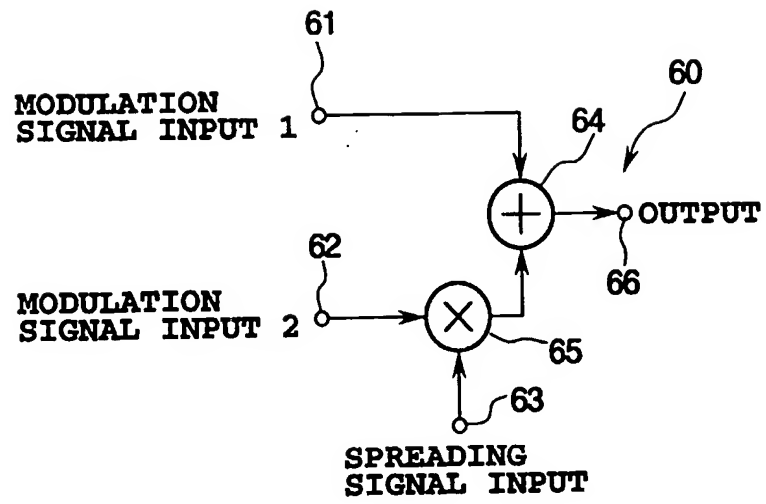 61
MODULATION
SIGNAL INPUT 1
60
64
+
OUTPUT
66
62
MODULATION
SIGNAL INPUT 2
×
65
63
SPREADING
SIGNAL INPUT